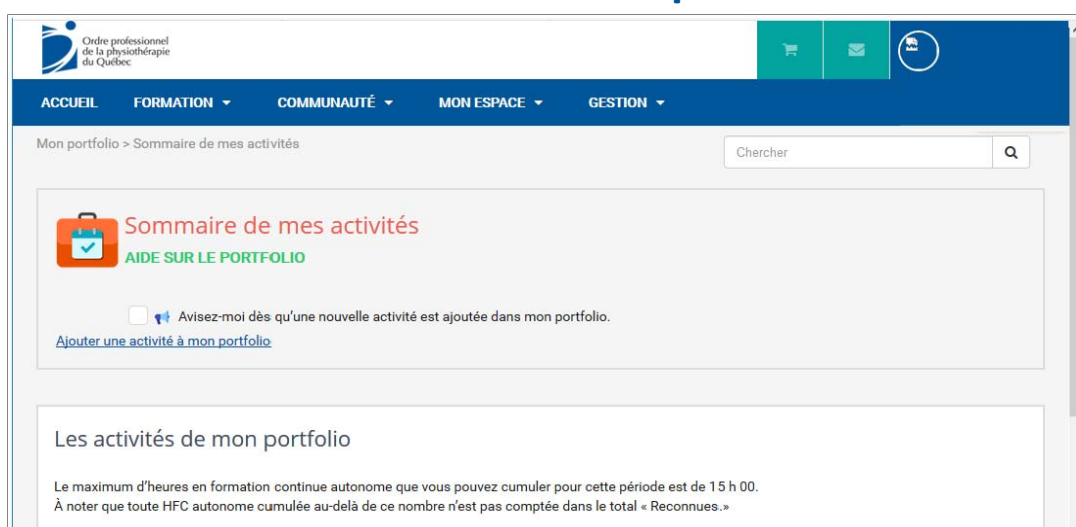 Ordre professionnel
de la physiothérapie
du Québec
ACCUEIL FORMATION COMMUNAUTÉ MON ESPACE GESTION
Mon portfolio > Sommaire de mes activités
Chercher
Sommaire de mes activités
AIDE SUR LE PORTFOLIO
Avisez-moi dès qu'une nouvelle activité est ajoutée dans mon portfolio.
Ajouter une activité à mon portfolio
Les activités de mon portfolio
Le maximum d'heures en formation continue autonome que vous pouvez cumuler pour cette période est de 15 h 00.
À noter que toute HFC autonome cumulée au-delà de ce nombre n'est pas comptée dans le total « Reconnues.»